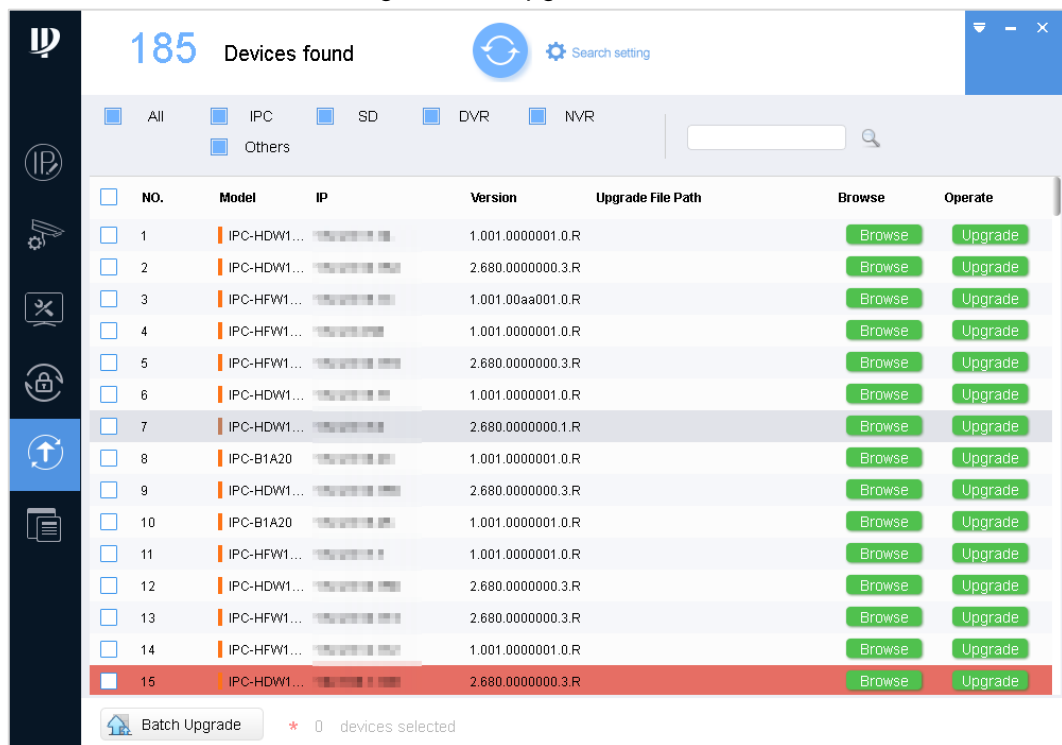 185 Devices found Search setting
All IPC SD DVR NVR
Others
NO. Model IP Version Upgrade File Path Browse Operate
1 IPC-HDW1... 1.001.0000001.0.R Browse Upgrade
2 IPC-HDW1... 2.680.0000000.3.R Browse Upgrade
3 IPC-HFW1... 1.001.00aa001.0.R Browse Upgrade
4 IPC-HFW1... 1.001.0000001.0.R Browse Upgrade
5 IPC-HFW1... 2.680.0000000.3.R Browse Upgrade
6 IPC-HDW1... 1.001.0000001.0.R Browse Upgrade
7 IPC-HDW1... 2.680.0000000.1.R Browse Upgrade
8 IPC-B1A20 1.001.0000001.0.R Browse Upgrade
9 IPC-HDW1... 2.680.0000000.3.R Browse Upgrade
10 IPC-B1A20 1.001.0000001.0.R Browse Upgrade
11 IPC-HFW1... 1.001.0000001.0.R Browse Upgrade
12 IPC-HDW1... 2.680.0000000.3.R Browse Upgrade
13 IPC-HFW1... 2.680.0000000.3.R Browse Upgrade
14 IPC-HFW1... 1.001.0000001.0.R Browse Upgrade
15 IPC-HDW1... 2.680.0000000.3.R Browse Upgrade
Batch Upgrade * 0 devices selected